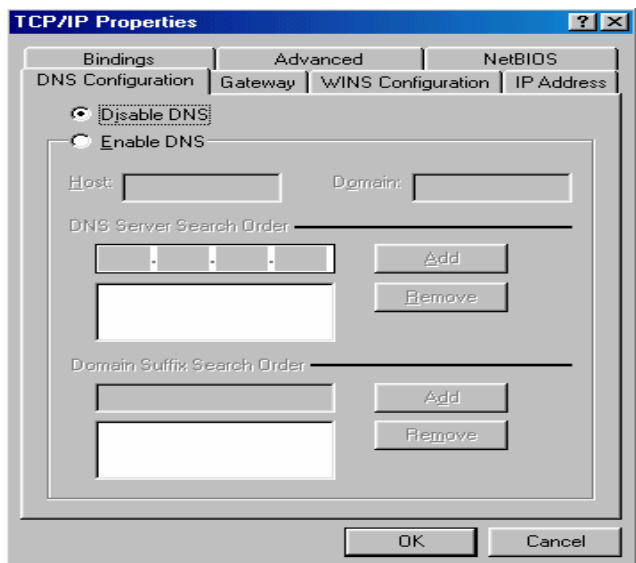 TCP/IP Properties
Bindings Advanced NetBIOS
DNS Configuration Gateway WINS Configuration IP Address
Disable DNS
Enable DNS
Host: Domain:
DNS Server Search Order
Add
Remove
Domain Suffix Search Order
Add
Remove
OK Cancel